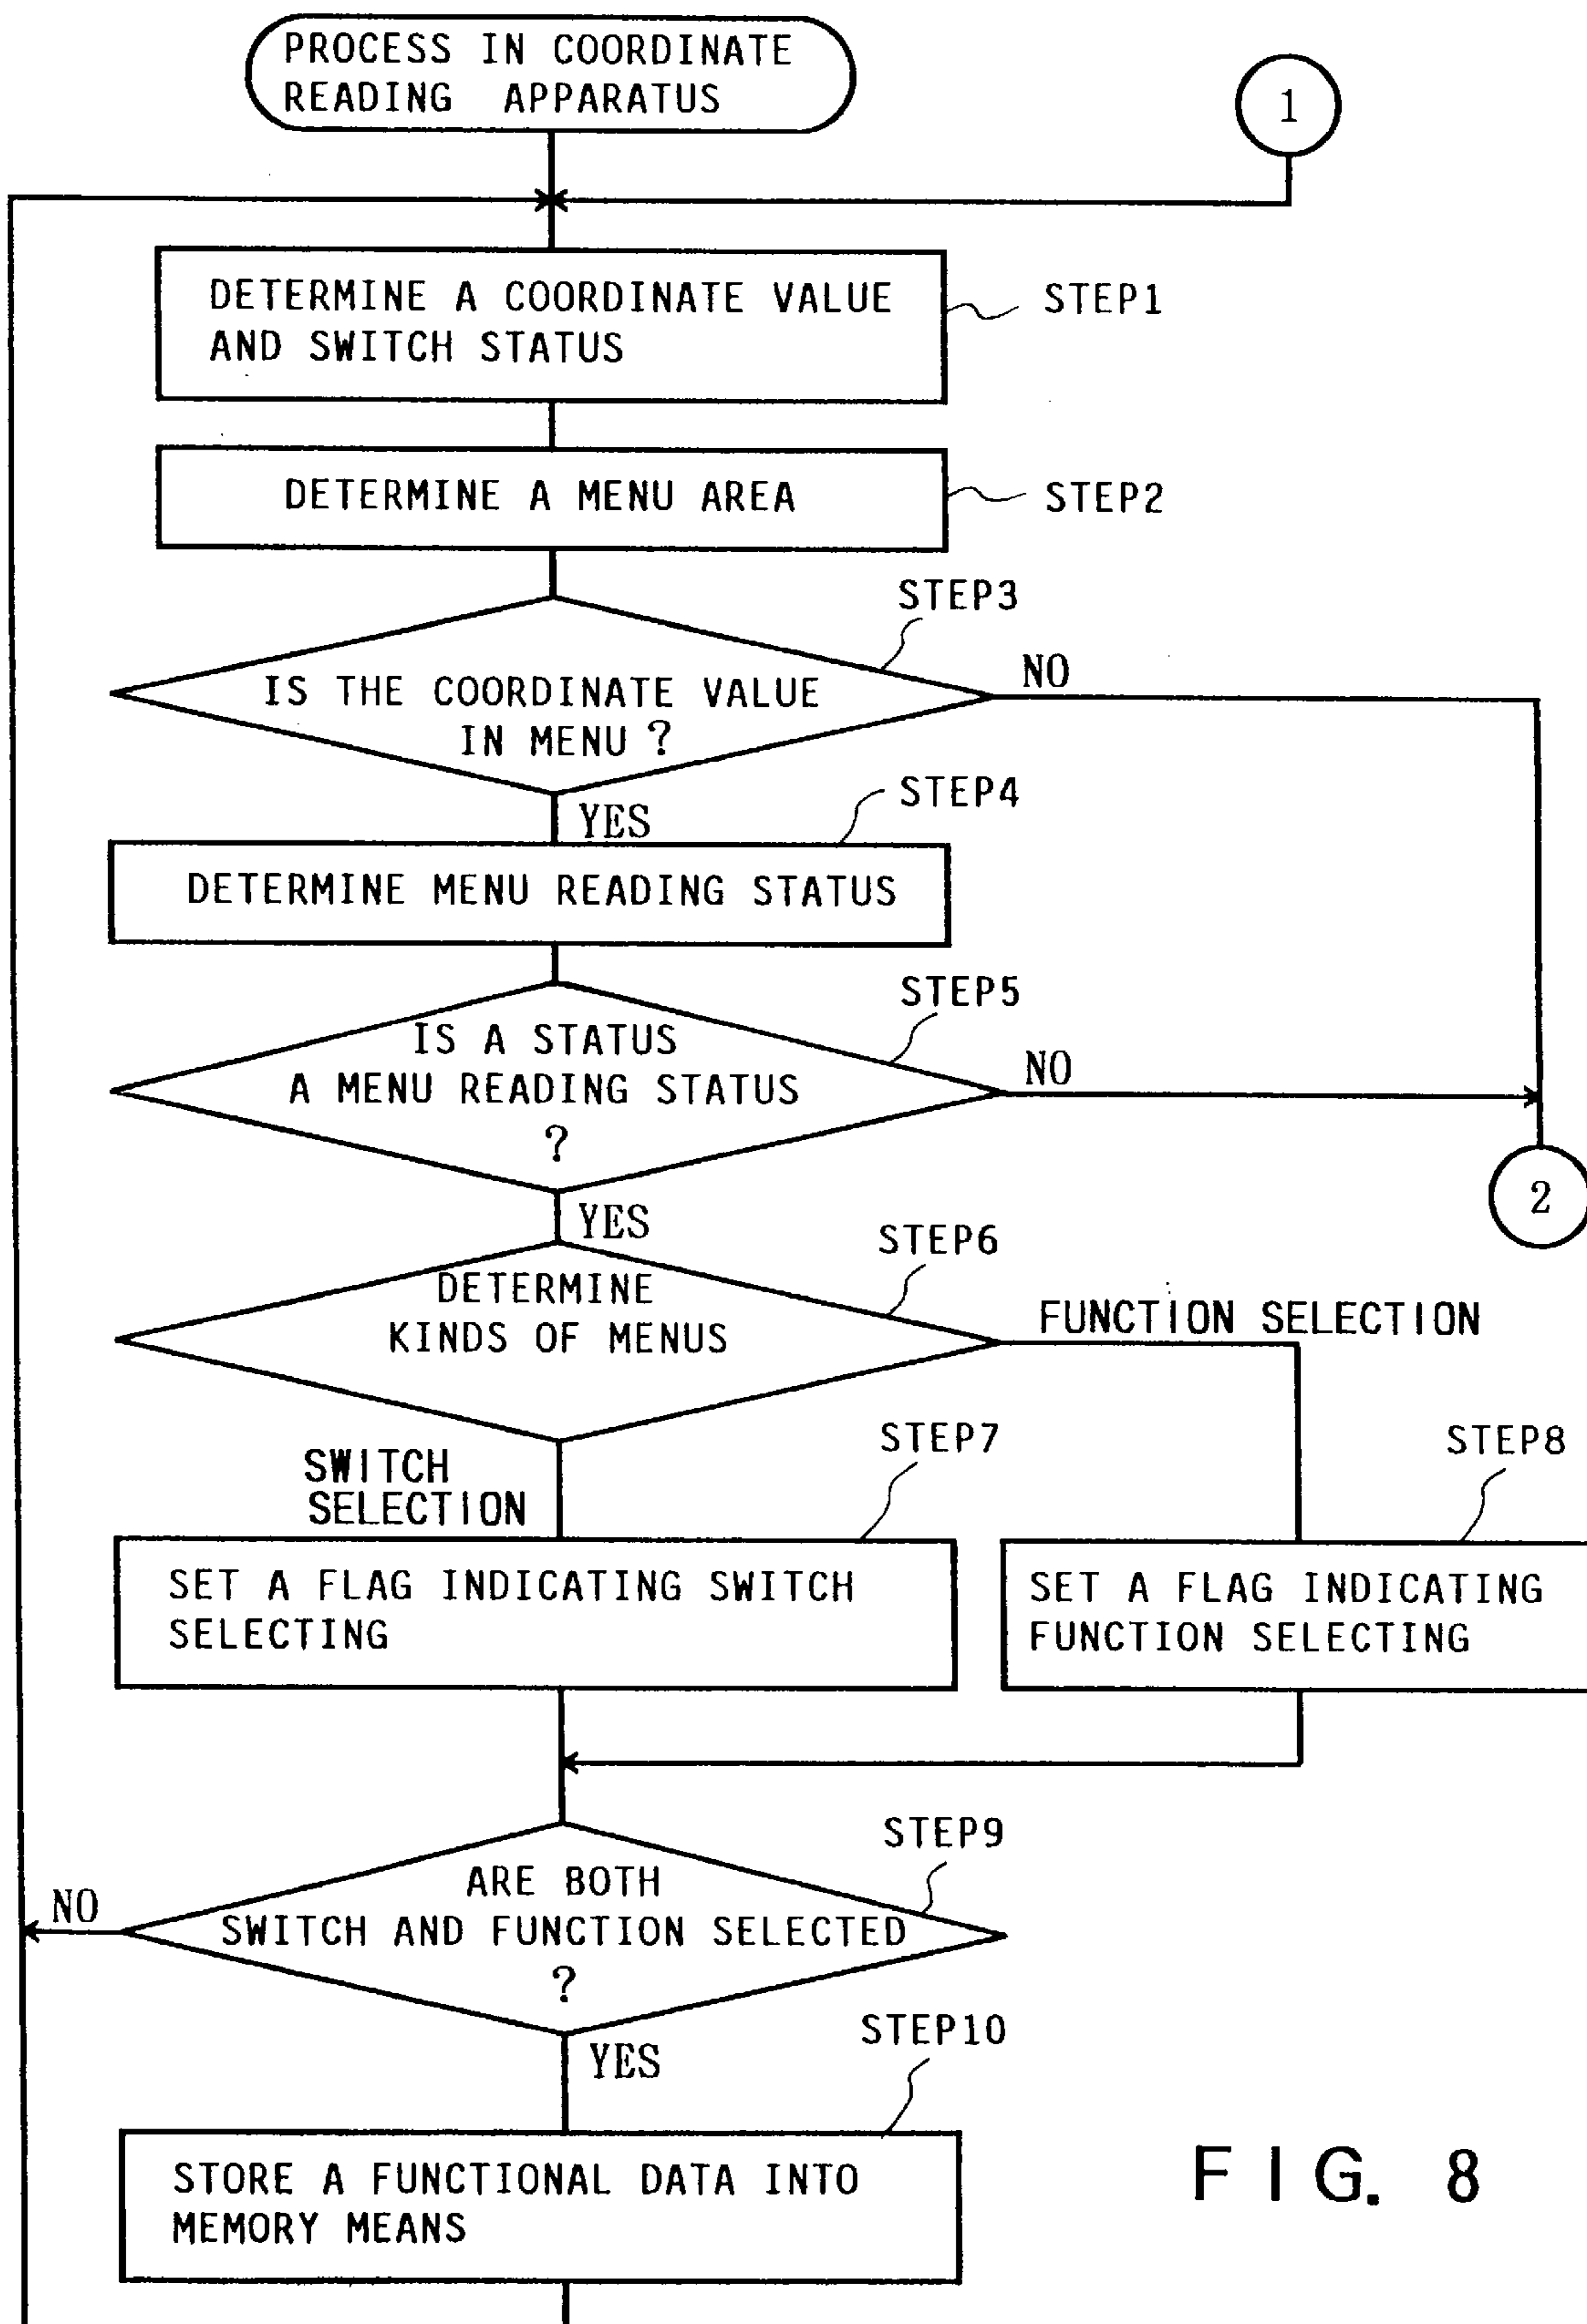 PROCESS IN COORDINATE
READING APPARATUS
1
DETERMINE A COORDINATE VALUE
AND SWITCH STATUS
STEP1
DETERMINE A MENU AREA
STEP2
STEP3
IS THE COORDINATE VALUE
IN MENU ?
NO
YES
STEP4
DETERMINE MENU READING STATUS
STEP5
IS A STATUS
A MENU READING STATUS
?
NO
2
YES
STEP6
DETERMINE
KINDS OF MENUS
FUNCTION SELECTION
SWITCH
SELECTION
STEP7
STEP8
SET A FLAG INDICATING SWITCH
SELECTING
SET A FLAG INDICATING
FUNCTION SELECTING
STEP9
ARE BOTH
SWITCH AND FUNCTION SELECTED
?
NO
YES
STEP10
STORE A FUNCTIONAL DATA INTO
MEMORY MEANS
FIG. 8